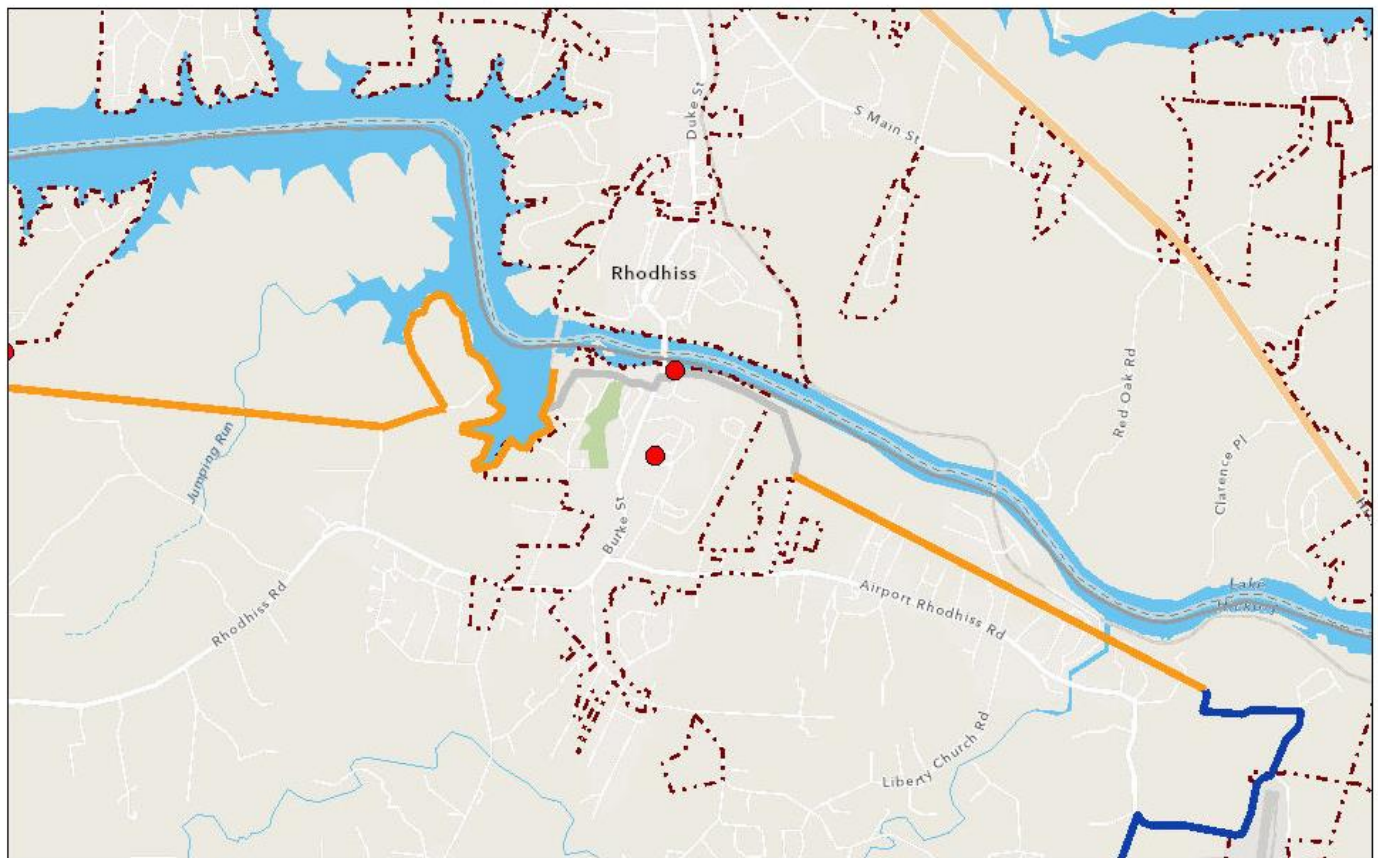 Duke St
S Main St
Rhodhiss
Red Oak Rd
Clarence Pl
Jumping Run
Burke St
Rhodhiss Rd
Airport Rhodhiss Rd
Lake
Hickory
Liberty Church Rd